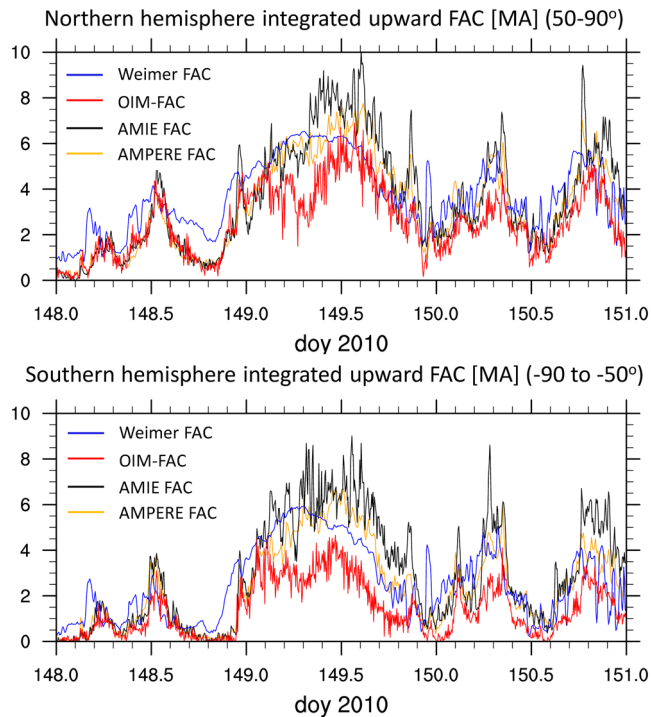 Northern hemisphere integrated upward FAC [MA] (50-90°)
10
Weimer FAC
OIM-FAC
8
AMIE FAC
AMPERE FAC
6
4
2
0
148.0 148.5 149.0 149.5 150.0 150.5 151.0
doy 2010
Southern hemisphere integrated upward FAC [MA] (-90 to -50°)
10
Weimer FAC
OIM-FAC
8
AMIE FAC
AMPERE FAC
6
4
2
0
148.0 148.5 149.0 149.5 150.0 150.5 151.0
doy 2010